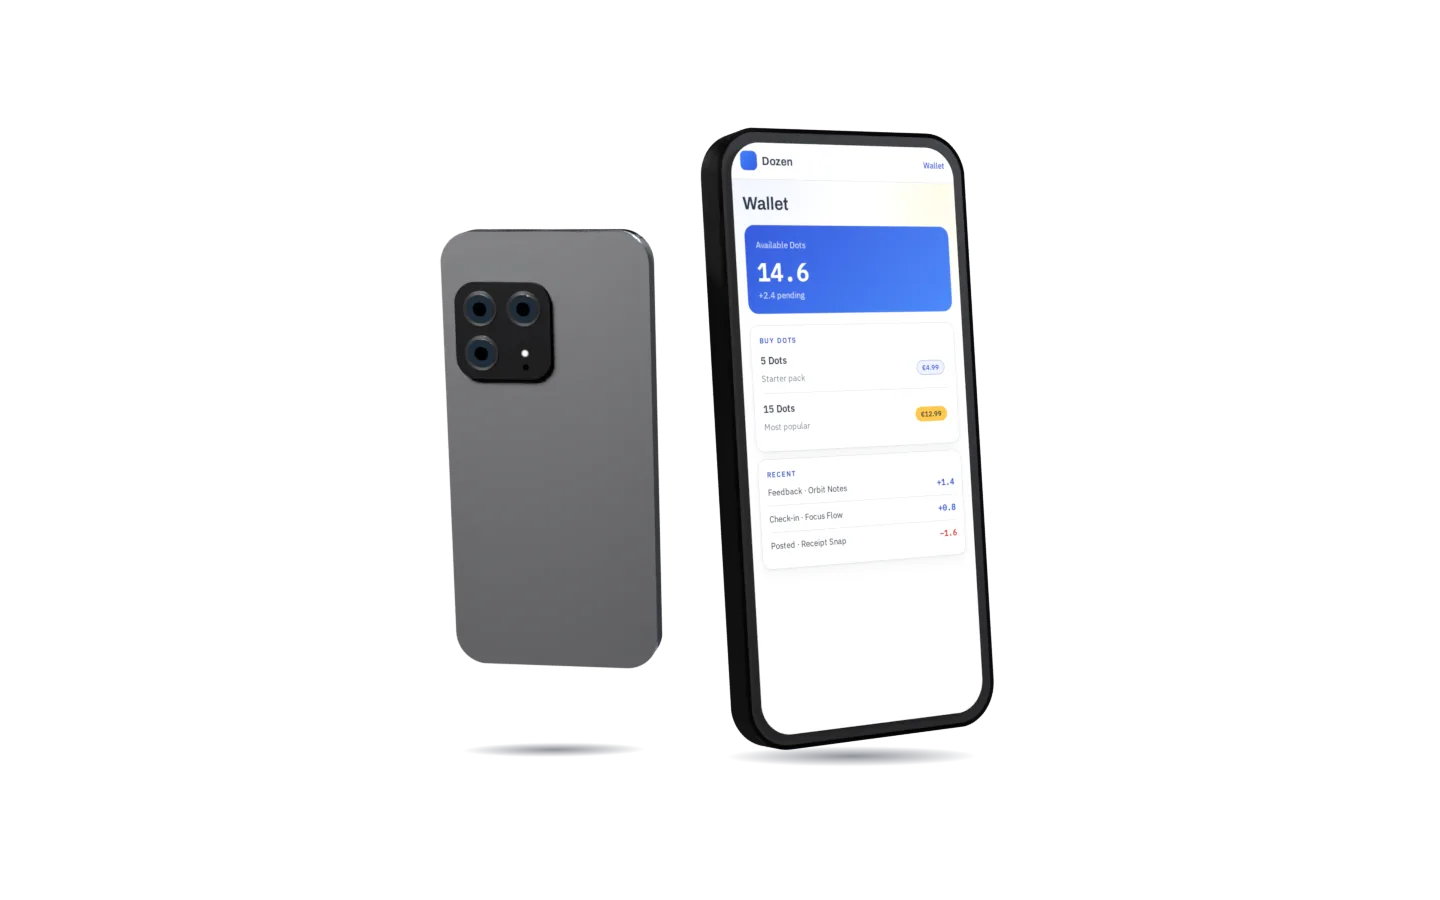 Dozen
Wallet
Wallet
Available Dots
14.6
+2.4 pending
BUY DOTS
5 Dots
Starter pack
€4.99
15 Dots
Most popular
€12.99
RECENT
Feedback · Orbit Notes
+1.4
Check-in · Focus Flow
+0.8
Posted · Receipt Snap
−1.6